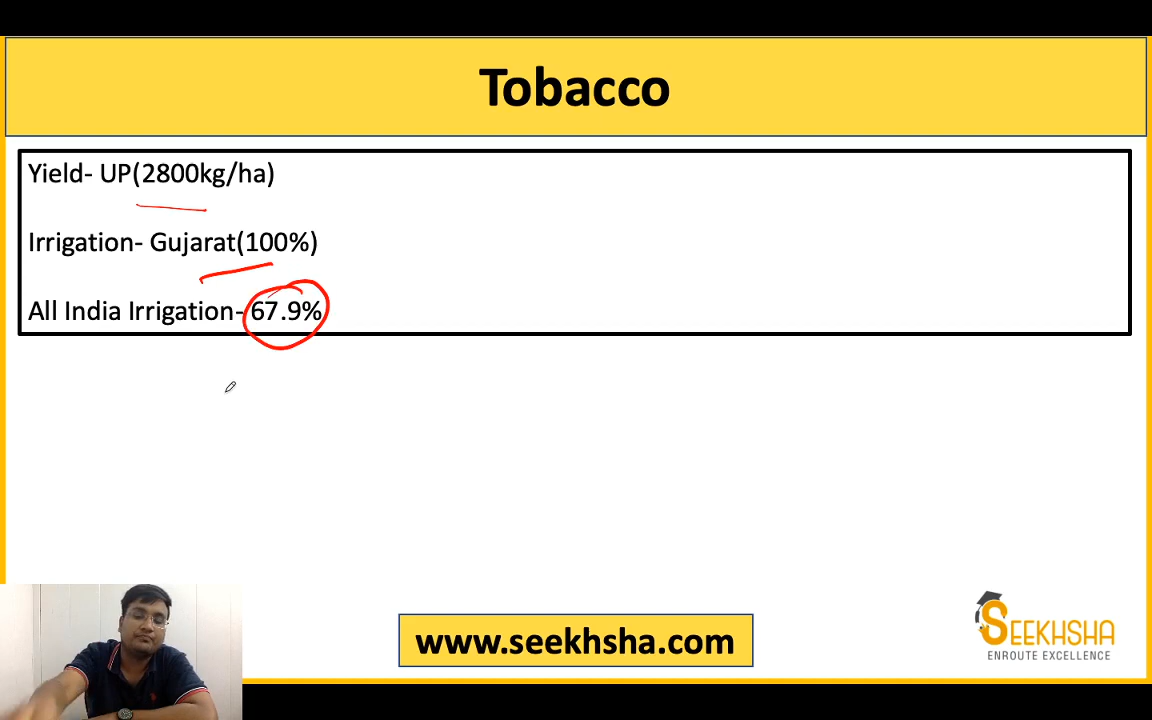 Tobacco
Yield- UP(2800kg/ha)
Irrigation- Gujarat(100%)
All India Irrigation- 67.9%
www.seekhsha.com
SEEKHSHA
ENROUTE EXCELLENCE